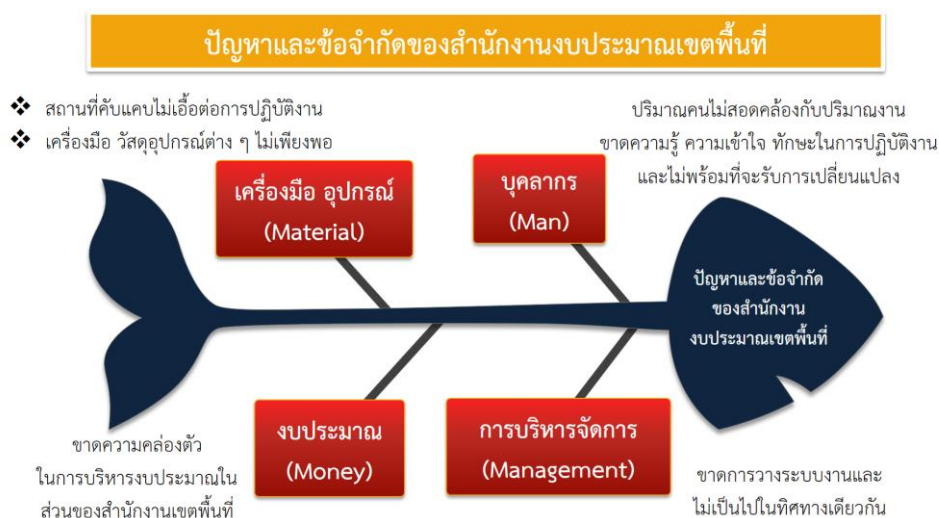 ปัญหาและข้อจำกัดของสำนักงานงบประมาณเขตพื้นที่
❖ สถานที่คับแคบไม่เอื้อต่อการปฏิบัติงาน
❖ เครื่องมือ วัสดุอุปกรณ์ต่าง ๆ ไม่เพียงพอ
ปริมาณคนไม่สอดคล้องกับปริมาณงาน
ขาดความรู้ ความเข้าใจ ทักษะในการปฏิบัติงาน
และไม่พร้อมที่จะรับการเปลี่ยนแปลง
เครื่องมือ อุปกรณ์
(Material)
บุคลากร
(Man)
ปัญหาและข้อจำกัด
ของสำนักงาน
งบประมาณเขตพื้นที่
งบประมาณ
(Money)
การบริหารจัดการ
(Management)
ขาดความคล่องตัว
ในการบริหารงบประมาณใน
ส่วนของสำนักงานเขตพื้นที่
ขาดการวางระบบงานและ
ไม่เป็นไปในทิศทางเดียวกัน